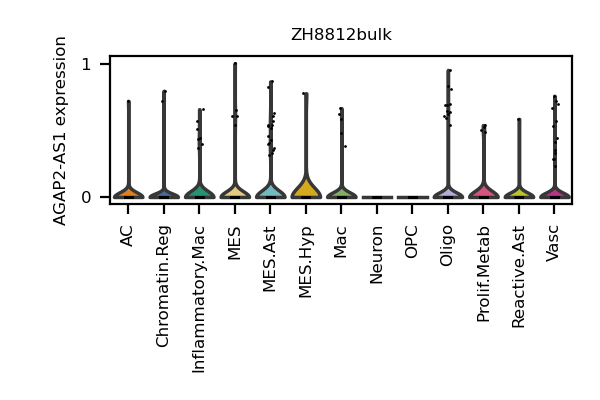 ZH8812bulk
AGAP2-AS1 expression
1
0
AC
Chromatin.Reg
Inflammatory.Mac
MES
MES.Ast
MES.Hyp
Mac
Neuron
OPC
Oligo
Prolif.Metab
Reactive.Ast
Vasc